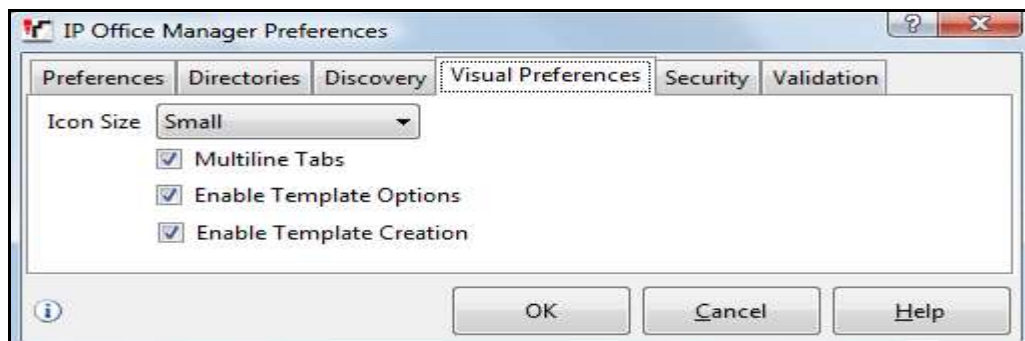 IP Office Manager Preferences
Preferences Directories Discovery Visual Preferences Security Validation
Icon Size Small
Multiline Tabs
Enable Template Options
Enable Template Creation
OK Cancel Help